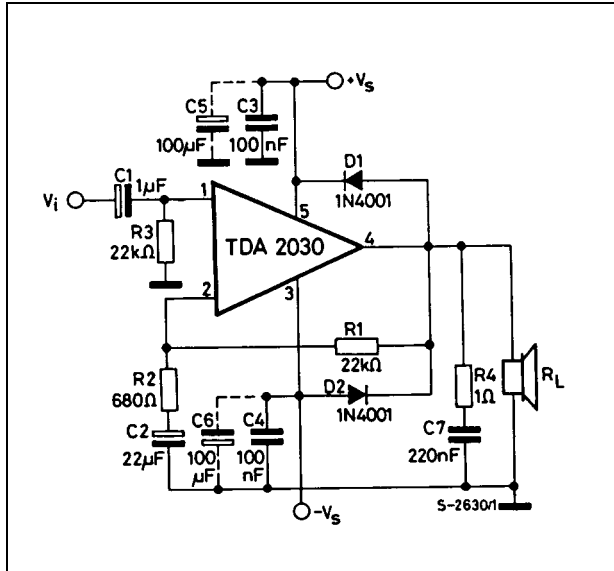 +Vs
C5
C3
100µF
100 nF
D1
1N4001
C1
1µF
Vi
1
5
R3
22kΩ
TDA 2030
4
2
3
R1
22kΩ
R2
680Ω
D2
1N4001
R4
1Ω
RL
C6
C4
C2
22µF
100
µF
100
nF
C7
220nF
S-2630/1
-Vs